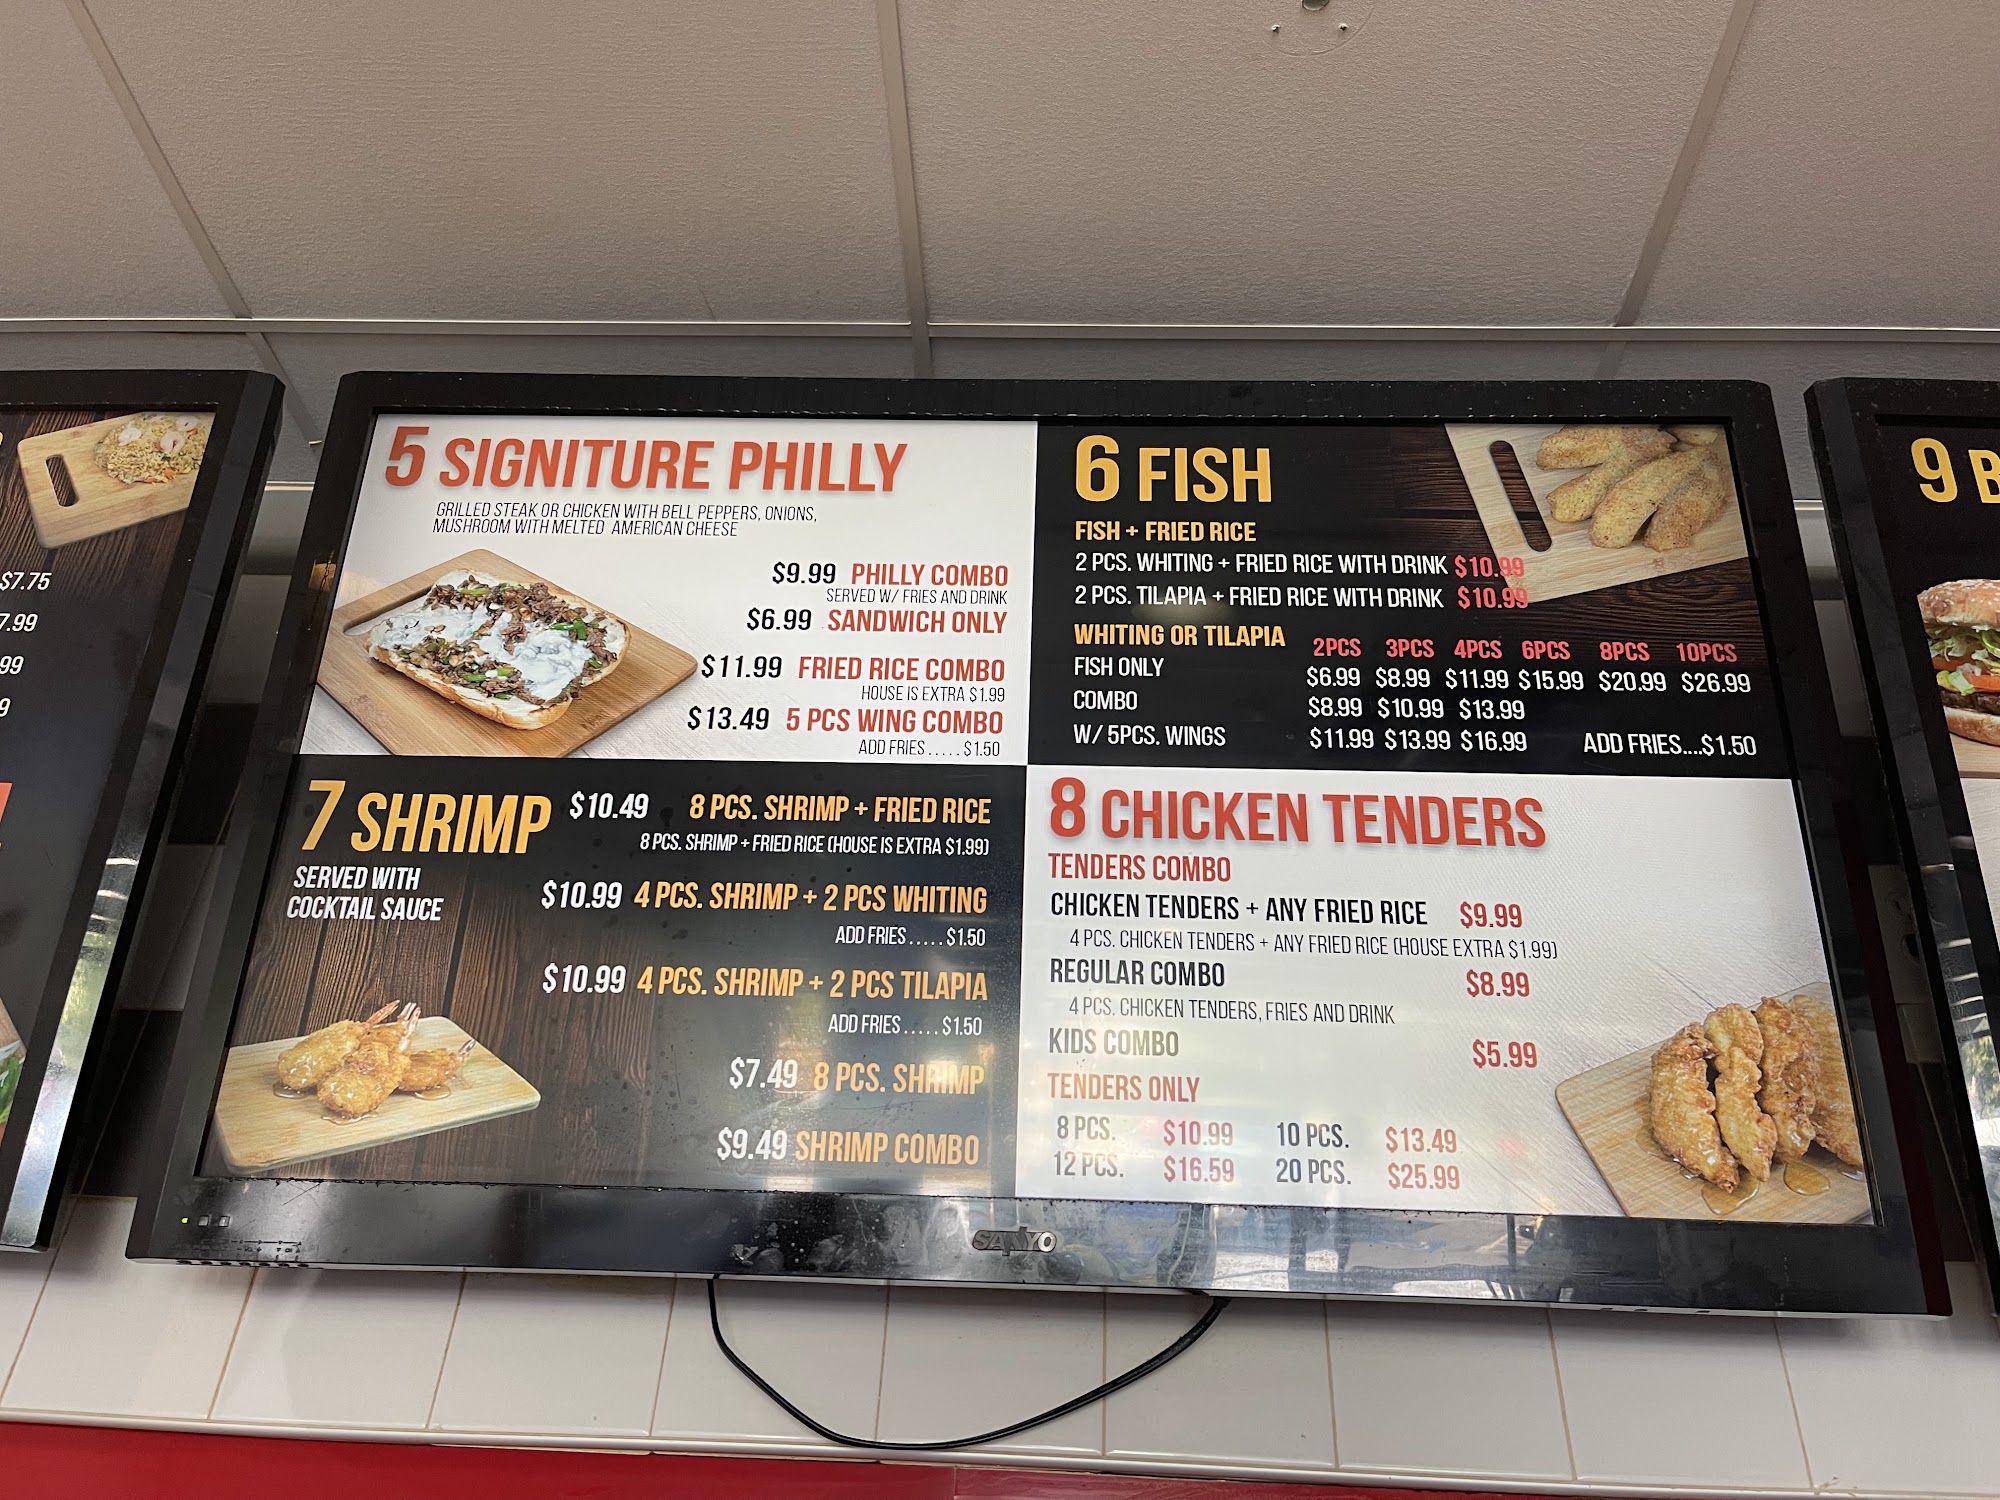 $7.75
7.99
99
9
5 SIGNITURE PHILLY
GRILLED STEAK OR CHICKEN WITH BELL PEPPERS, ONIONS,
MUSHROOM WITH MELTED AMERICAN CHEESE
$9.99 PHILLY COMBO
SERVED W/ FRIES AND DRINK
$6.99 SANDWICH ONLY
$11.99 FRIED RICE COMBO
HOUSE IS EXTRA $1.99
$13.49 5 PCS WING COMBO
ADD FRIES.....$1.50
6 FISH
FISH + FRIED RICE
2 PCS. WHITING + FRIED RICE WITH DRINK $10.99
2 PCS. TILAPIA + FRIED RICE WITH DRINK $10.99
WHITING OR TILAPIA 2PCS 3PCS 4PCS 6PCS 8PCS 10PCS
FISH ONLY $6.99 $8.99 $11.99 $15.99 $20.99 $26.99
COMBO $8.99 $10.99 $13.99
W/ 5PCS. WINGS $11.99 $13.99 $16.99 ADD FRIES....$1.50
7 SHRIMP
SERVED WITH
COCKTAIL SAUCE
$10.49 8 PCS. SHRIMP + FRIED RICE
8 PCS. SHRIMP + FRIED RICE (HOUSE IS EXTRA $1.99)
$10.99 4 PCS. SHRIMP + 2 PCS WHITING
ADD FRIES.....$1.50
$10.99 4 PCS. SHRIMP + 2 PCS TILAPIA
ADD FRIES.....$1.50
$7.49 8 PCS. SHRIMP
$9.49 SHRIMP COMBO
8 CHICKEN TENDERS
TENDERS COMBO
CHICKEN TENDERS + ANY FRIED RICE $9.99
4 PCS. CHICKEN TENDERS + ANY FRIED RICE (HOUSE EXTRA $1.99)
REGULAR COMBO $8.99
4 PCS. CHICKEN TENDERS, FRIES AND DRINK
KIDS COMBO $5.99
TENDERS ONLY
8 PCS. $10.99 10 PCS. $13.49
12 PCS. $16.59 20 PCS. $25.99
9 B
SANYO